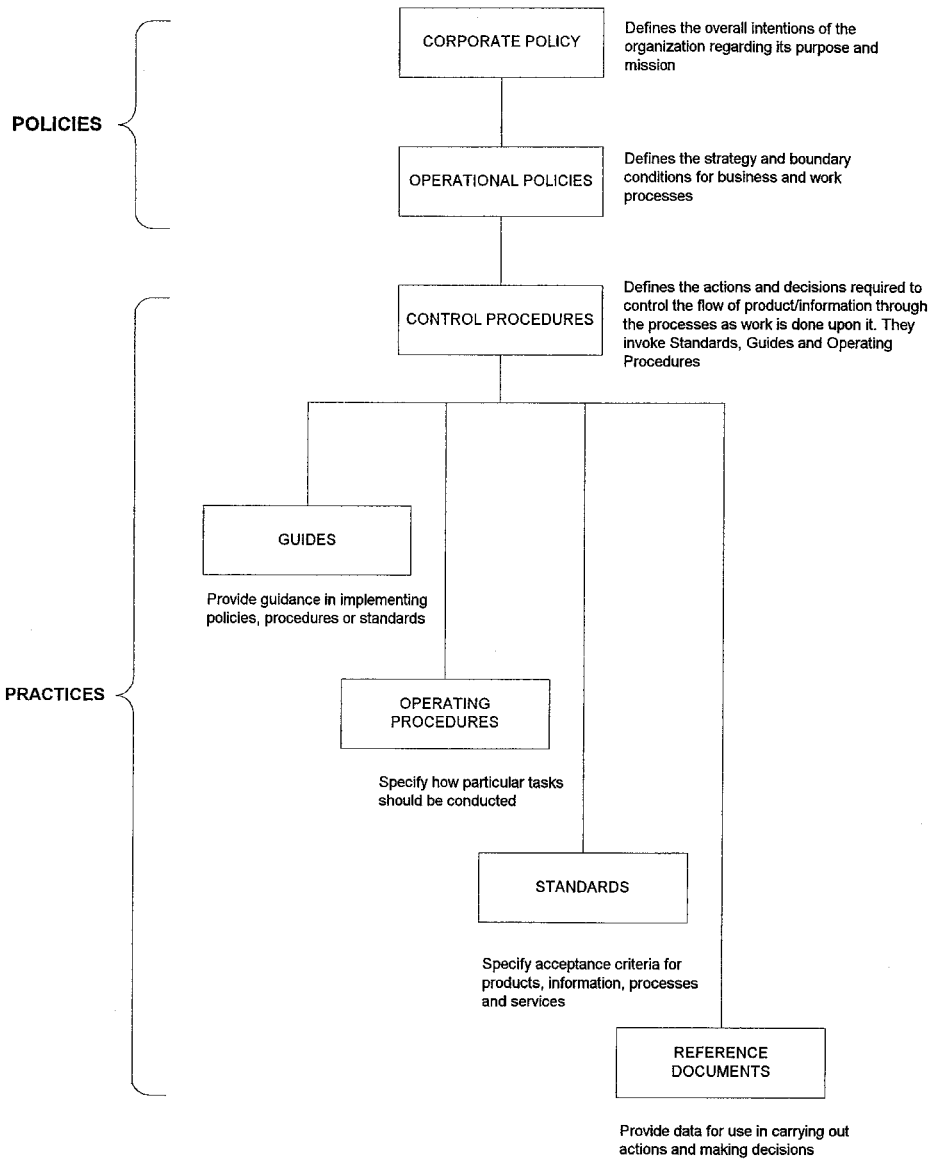 CORPORATE POLICY
Defines the overall intentions of the
organization regarding its purpose and
mission
POLICIES
OPERATIONAL POLICIES
Defines the strategy and boundary
conditions for business and work
processes
CONTROL PROCEDURES
Defines the actions and decisions required to
control the flow of product/information through
the processes as work is done upon it. They
invoke Standards, Guides and Operating
Procedures
GUIDES
Provide guidance in implementing
policies, procedures or standards
PRACTICES
OPERATING
PROCEDURES
Specify how particular tasks
should be conducted
STANDARDS
Specify acceptance criteria for
products, information, processes
and services
REFERENCE
DOCUMENTS
Provide data for use in carrying out
actions and making decisions